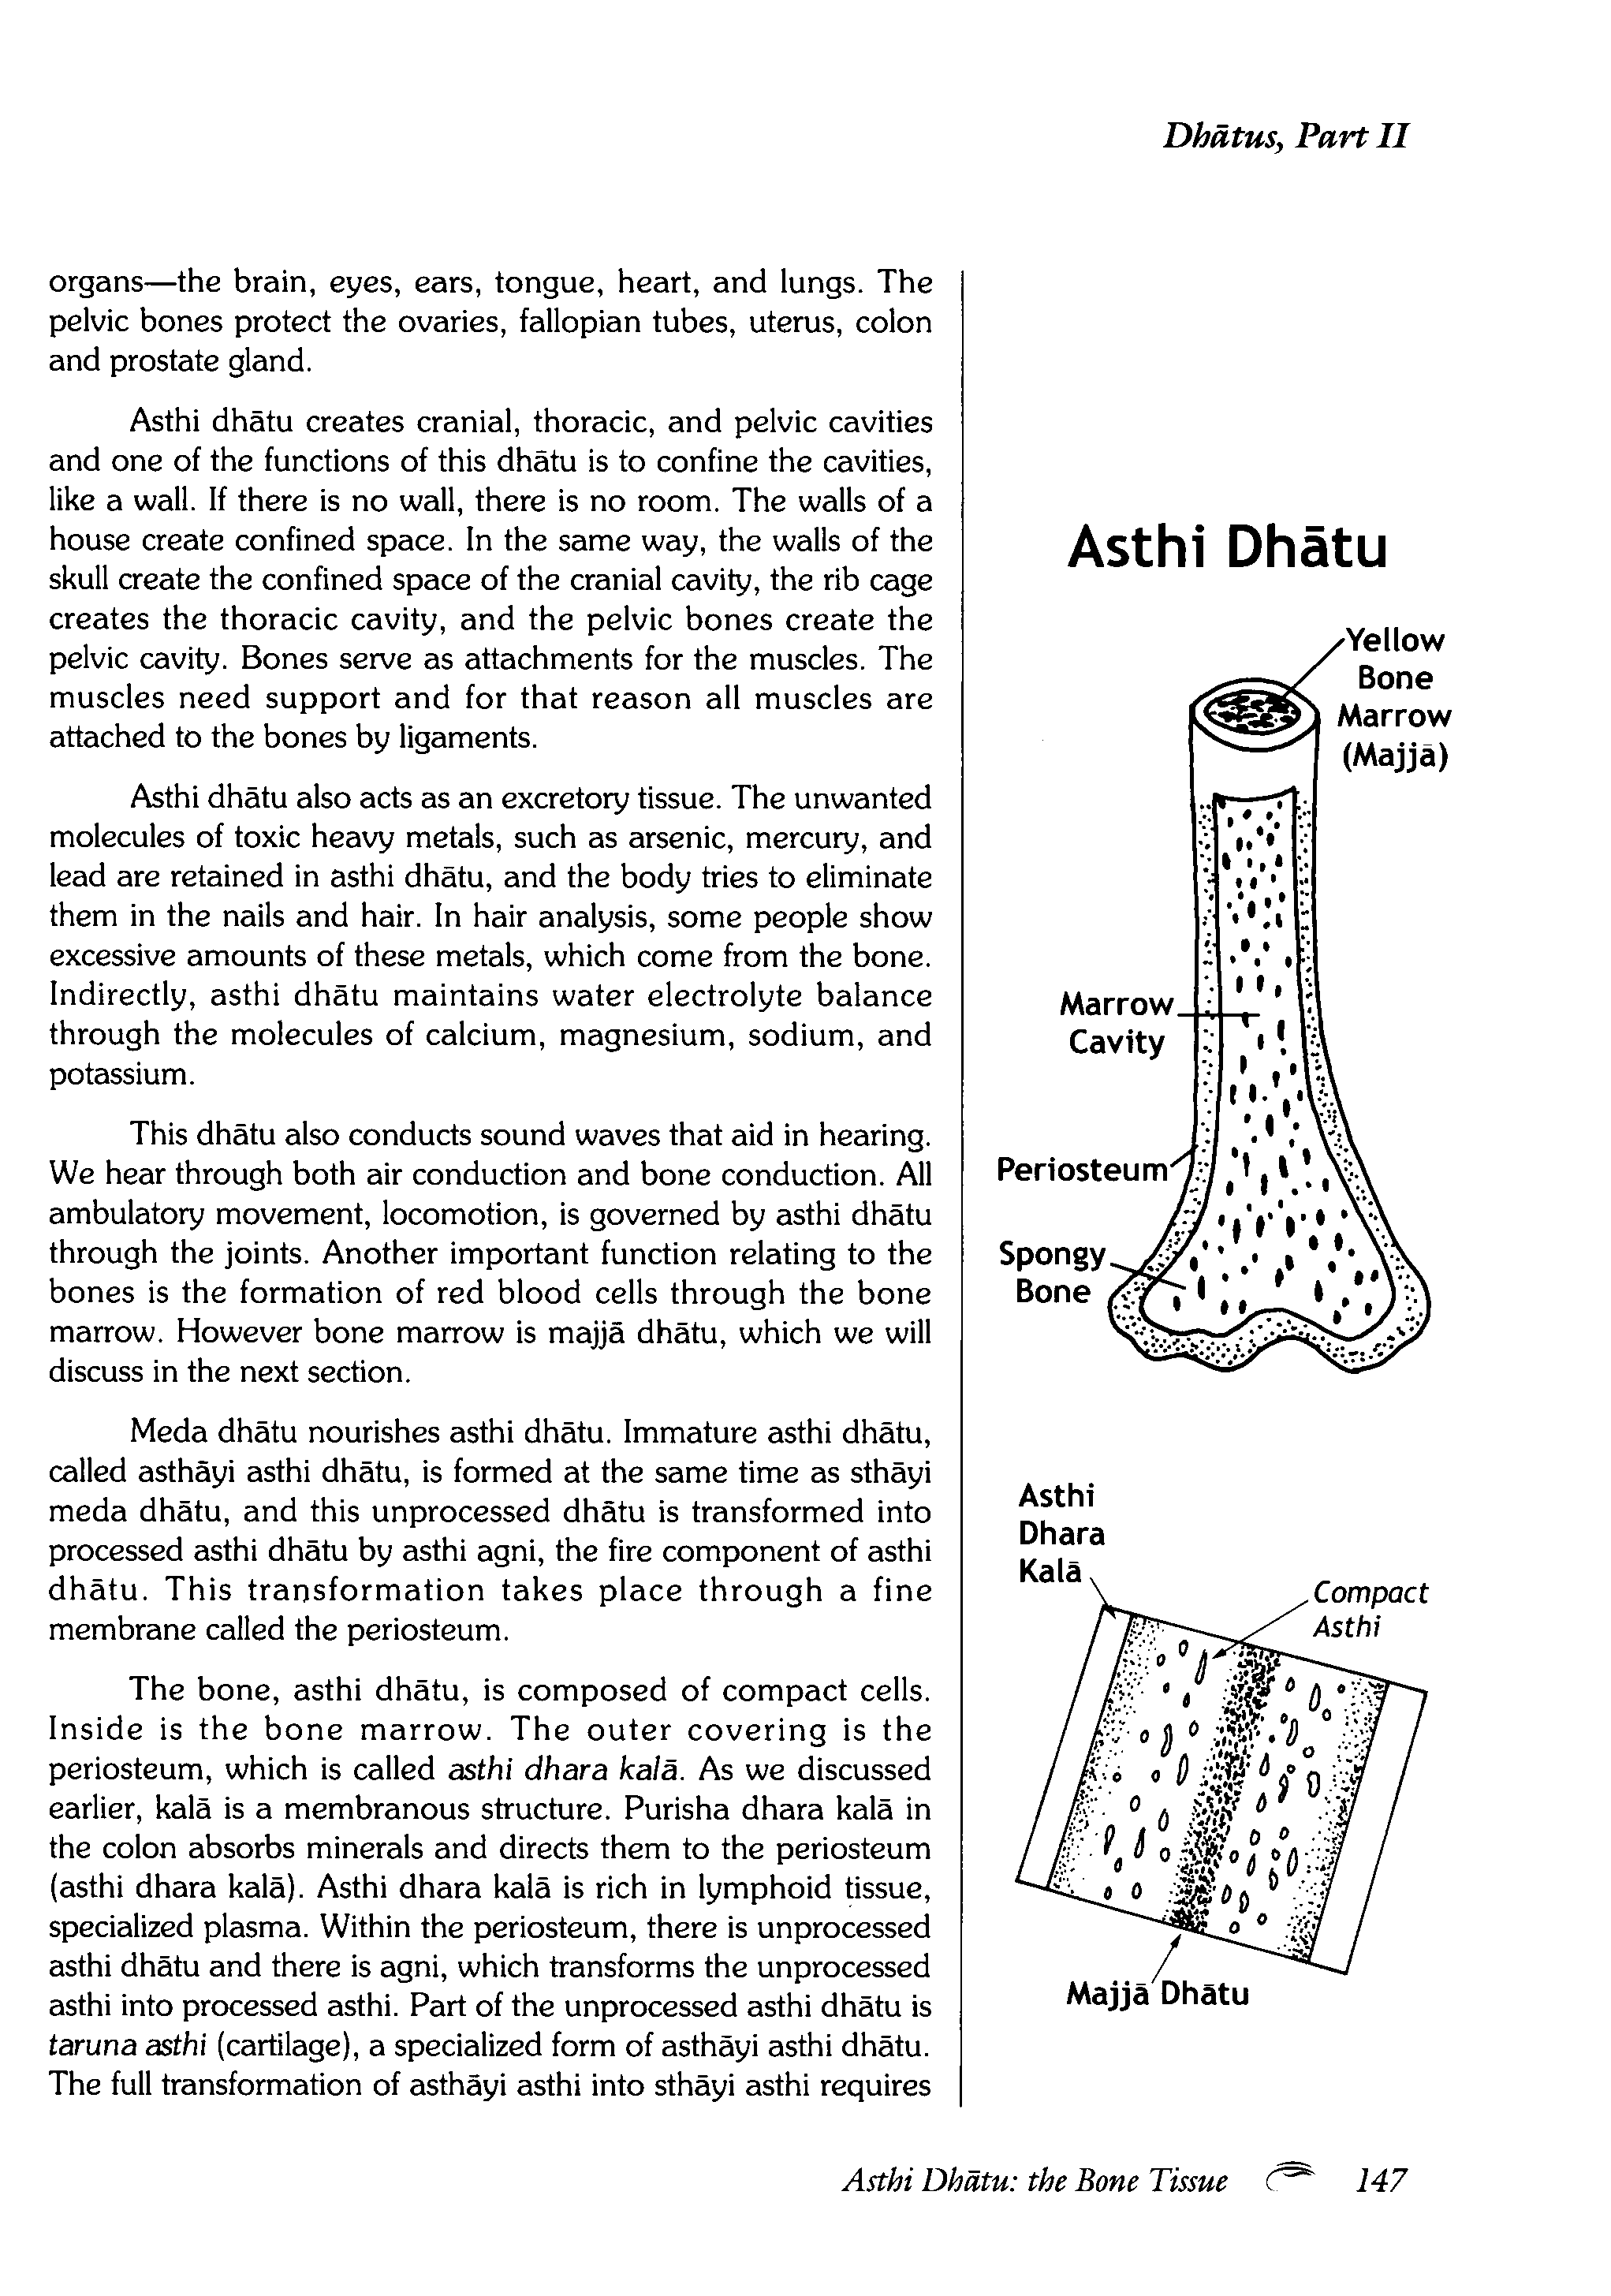 Dhātus, Part II
organs—the brain, eyes, ears, tongue, heart, and lungs. The
pelvic bones protect the ovaries, fallopian tubes, uterus, colon
and prostate gland.
Asthi dhātu creates cranial, thoracic, and pelvic cavities
and one of the functions of this dhātu is to confine the cavities,
like a wall. If there is no wall, there is no room. The walls of a
house create confined space. In the same way, the walls of the
skull create the confined space of the cranial cavity, the rib cage
creates the thoracic cavity, and the pelvic bones create the
pelvic cavity. Bones serve as attachments for the muscles. The
muscles need support and for that reason all muscles are
attached to the bones by ligaments.
Asthi dhātu also acts as an excretory tissue. The unwanted
molecules of toxic heavy metals, such as arsenic, mercury, and
lead are retained in asthi dhātu, and the body tries to eliminate
them in the nails and hair. In hair analysis, some people show
excessive amounts of these metals, which come from the bone.
Indirectly, asthi dhātu maintains water electrolyte balance
through the molecules of calcium, magnesium, sodium, and
potassium.
This dhātu also conducts sound waves that aid in hearing.
We hear through both air conduction and bone conduction. All
ambulatory movement, locomotion, is governed by asthi dhātu
through the joints. Another important function relating to the
bones is the formation of red blood cells through the bone
marrow. However bone marrow is majjā dhātu, which we will
discuss in the next section.
Meda dhātu nourishes asthi dhātu. Immature asthi dhātu,
called asthāyi asthi dhātu, is formed at the same time as sthāyi
meda dhātu, and this unprocessed dhātu is transformed into
processed asthi dhātu by asthi agni, the fire component of asthi
dhātu. This transformation takes place through a fine
membrane called the periosteum.
The bone, asthi dhātu, is composed of compact cells.
Inside is the bone marrow. The outer covering is the
periosteum, which is called asthi dhara kalā. As we discussed
earlier, kalā is a membranous structure. Purisha dhara kalā in
the colon absorbs minerals and directs them to the periosteum
(asthi dhara kalā). Asthi dhara kalā is rich in lymphoid tissue,
specialized plasma. Within the periosteum, there is unprocessed
asthi dhātu and there is agni, which transforms the unprocessed
asthi into processed asthi. Part of the unprocessed asthi dhātu is
taruna asthi (cartilage), a specialized form of asthāyi asthi dhātu.
The full transformation of asthāyi asthi into sthāyi asthi requires
Asthi Dhātu
Yellow
Bone
Marrow
(Majjā)
Marrow
Cavity
Periosteum
Spongy
Bone
Asthi
Dhara
Kalā
Compact
Asthi
Majjā Dhātu
Asthi Dhātu: the Bone Tissue 147